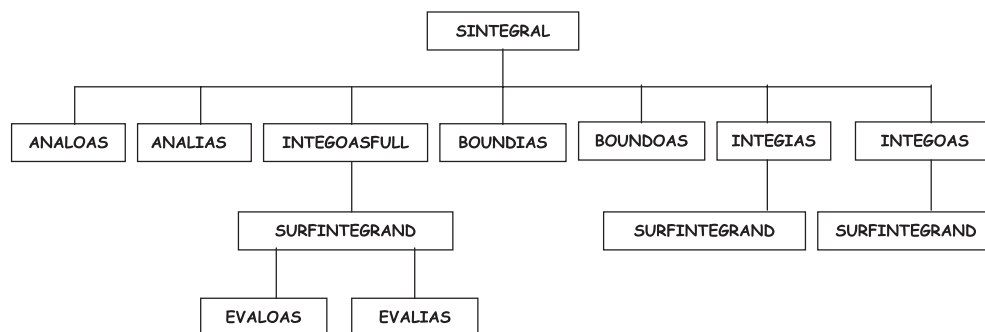 SINTEGRAL
ANALOAS ANALIAS INTEGOASFULL BOUNDIAS BOUNDOAS INTEGIAS INTEGOAS
SURFINTEGRAND SURFINTEGRAND SURFINTEGRAND
EVALOAS EVALIAS